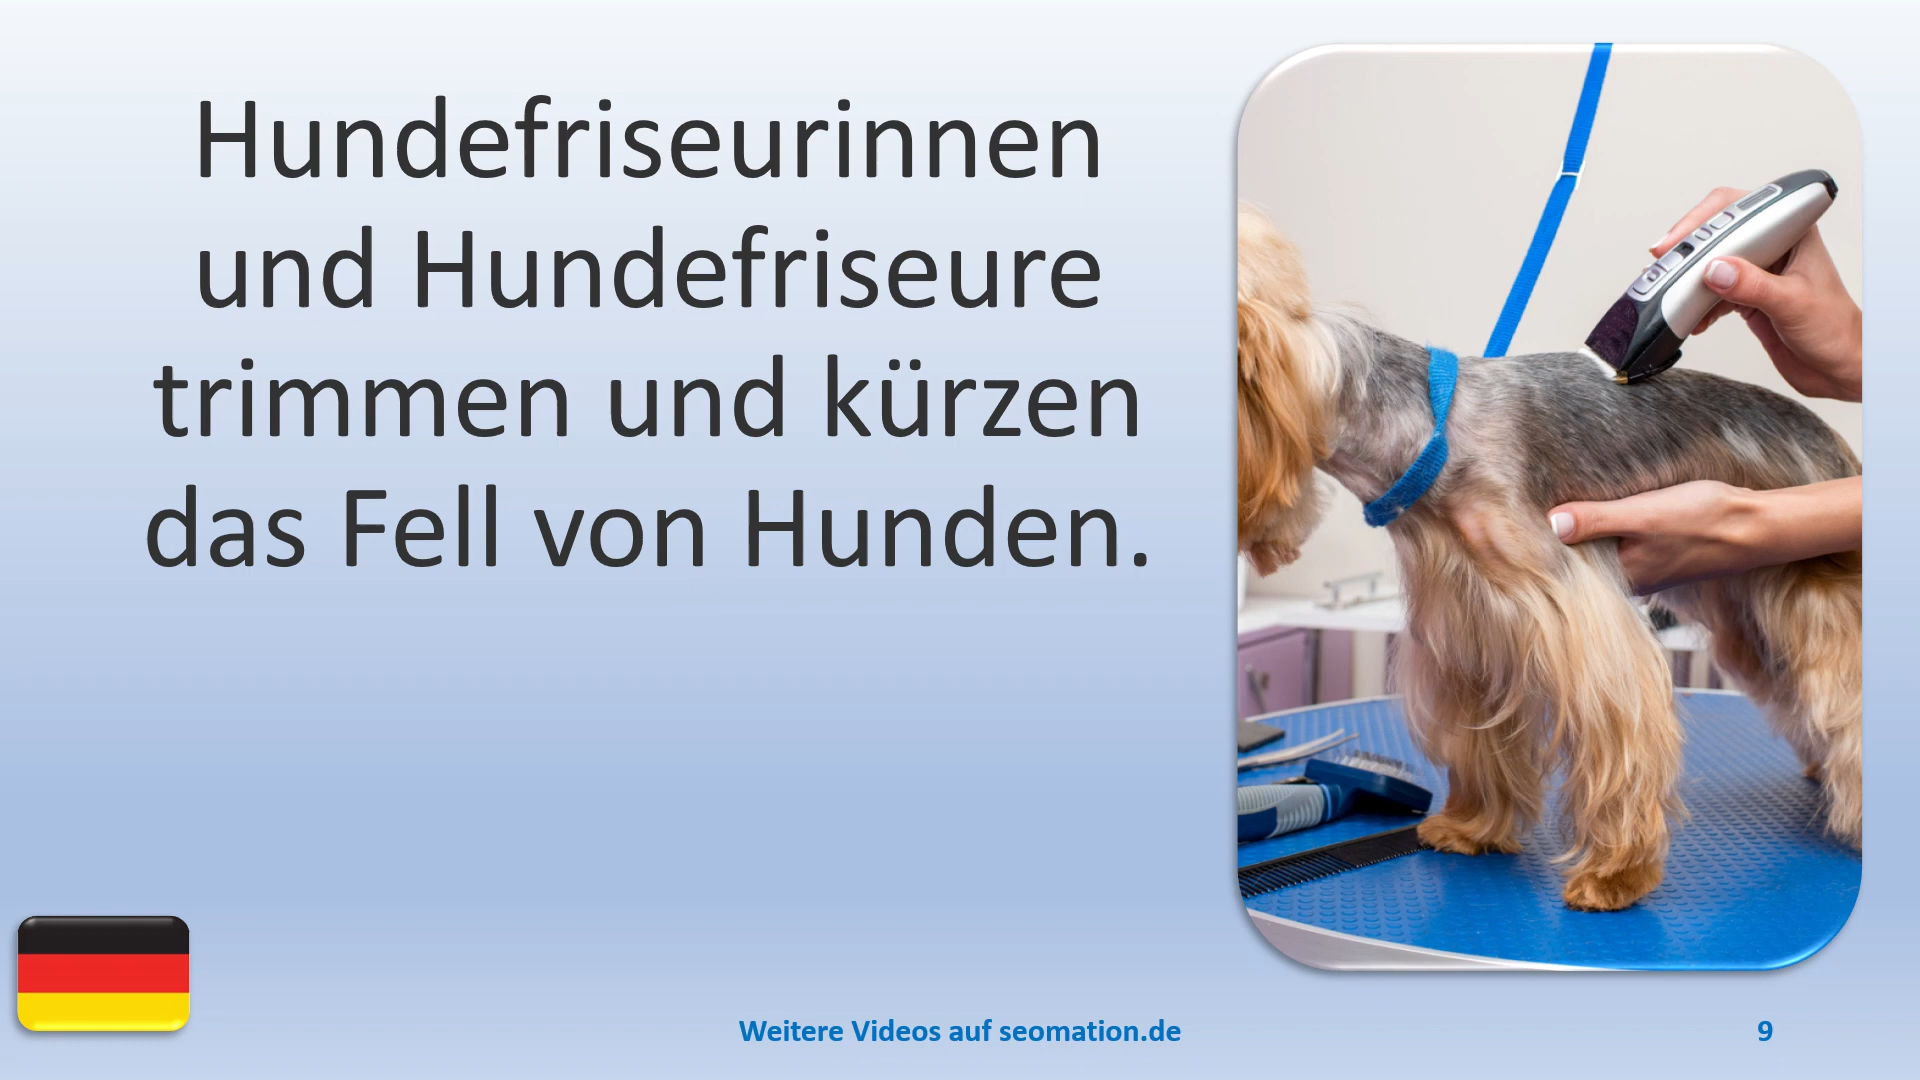 Hundefriseurinnen
und Hundefriseure
trimmen und kürzen
das Fell von Hunden.
Weitere Videos auf seomation.de
9